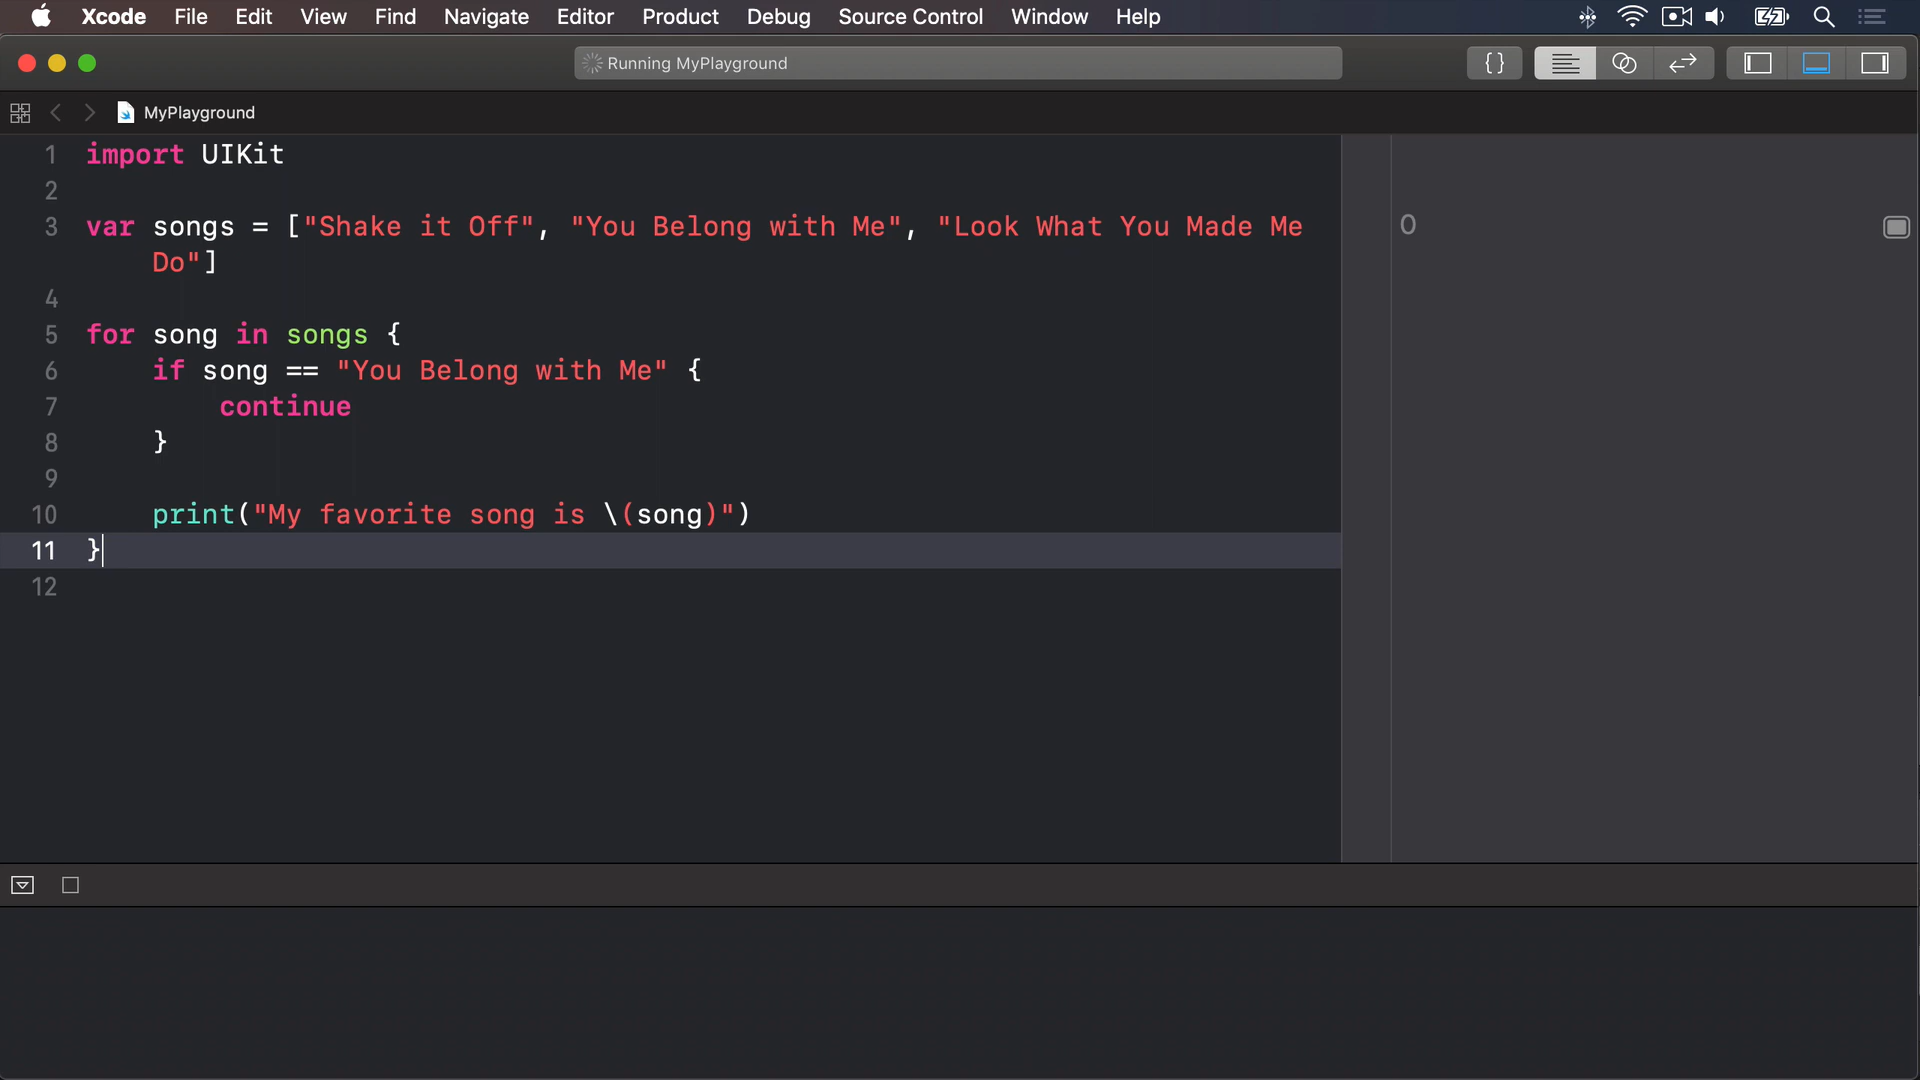 Xcode File Edit View Find Navigate Editor Product Debug Source Control Window Help
Running MyPlayground {}
MyPlayground
1 import UIKit
2
3 var songs = ["Shake it Off", "You Belong with Me", "Look What You Made Me
Do"]
4
5 for song in songs {
6 if song == "You Belong with Me" {
7 continue
8 }
9
10 print("My favorite song is \(song)")
11 }
12